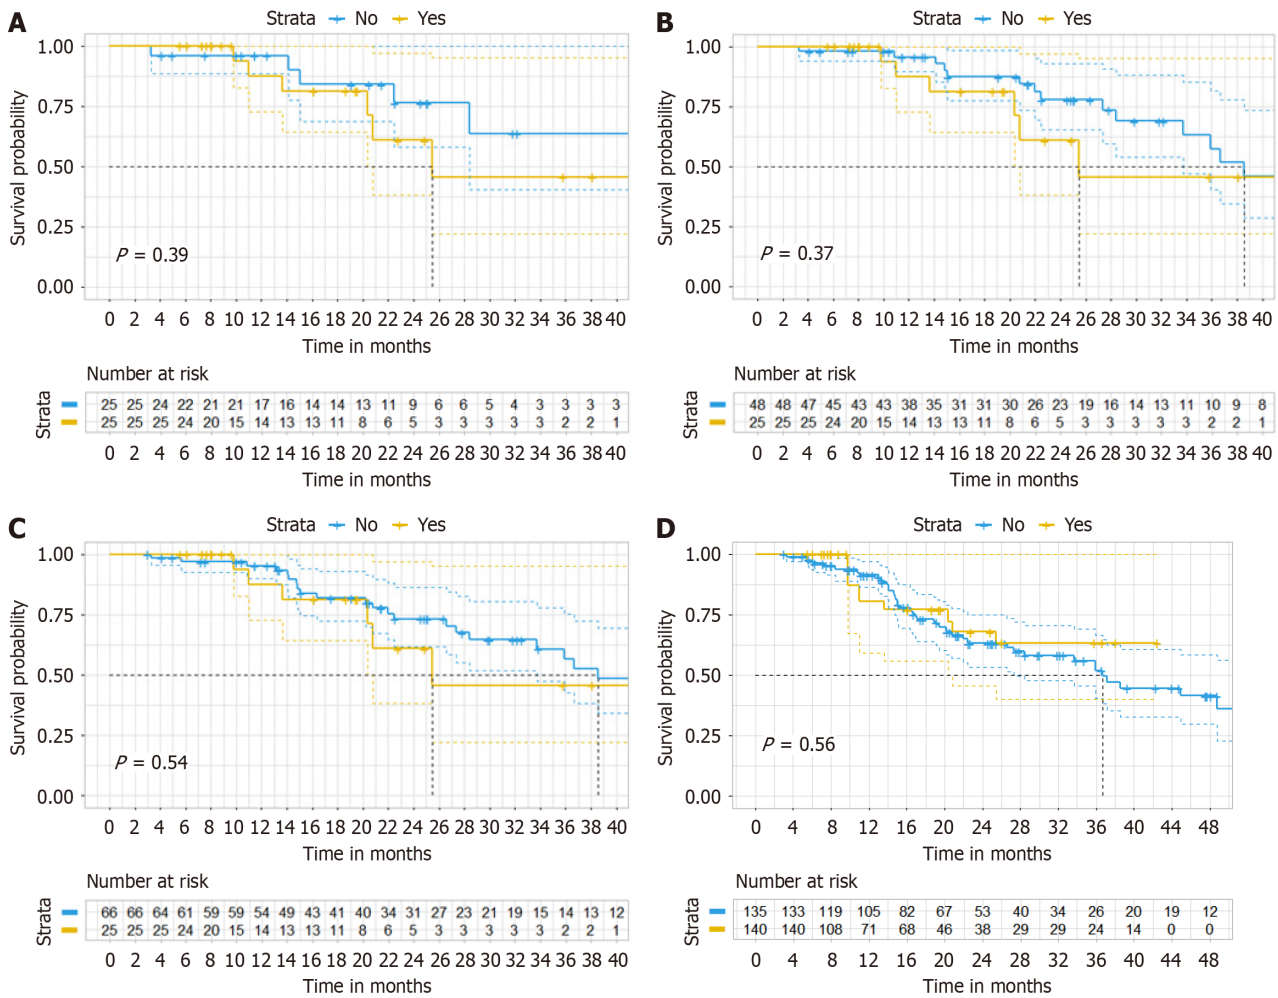 A
Strata No Yes
Survival probability
1.00
0.75
0.50
0.25
0.00
P = 0.39
0 2 4 6 8 10 12 14 16 18 20 22 24 26 28 30 32 34 36 38 40
Time in months
Number at risk
Strata
25 25 24 22 21 21 17 16 14 14 13 11 9 6 6 5 4 3 3 3 3
25 25 25 24 20 15 14 13 13 11 8 6 5 3 3 3 3 3 2 2 1
0 2 4 6 8 10 12 14 16 18 20 22 24 26 28 30 32 34 36 38 40
Time in months
B
Strata No Yes
Survival probability
1.00
0.75
0.50
0.25
0.00
P = 0.37
0 2 4 6 8 10 12 14 16 18 20 22 24 26 28 30 32 34 36 38 40
Time in months
Number at risk
Strata
48 48 47 45 43 43 38 35 31 31 30 26 23 19 16 14 13 11 10 9 8
25 25 25 24 20 15 14 13 13 11 8 6 5 3 3 3 3 3 2 2 1
0 2 4 6 8 10 12 14 16 18 20 22 24 26 28 30 32 34 36 38 40
Time in months
C
Strata No Yes
Survival probability
1.00
0.75
0.50
0.25
0.00
P = 0.54
0 2 4 6 8 10 12 14 16 18 20 22 24 26 28 30 32 34 36 38 40
Time in months
Number at risk
Strata
66 66 64 61 59 59 54 49 43 41 40 34 31 27 23 21 19 15 14 13 12
25 25 25 24 20 15 14 13 13 11 8 6 5 3 3 3 3 3 2 2 1
0 2 4 6 8 10 12 14 16 18 20 22 24 26 28 30 32 34 36 38 40
Time in months
D
Strata No Yes
Survival probability
1.00
0.75
0.50
0.25
0.00
P = 0.56
0 4 8 12 16 20 24 28 32 36 40 44 48
Time in months
Number at risk
Strata
135 133 119 105 82 67 53 40 34 26 20 19 12
140 140 108 71 68 46 38 29 29 24 14 0 0
0 4 8 12 16 20 24 28 32 36 40 44 48
Time in months